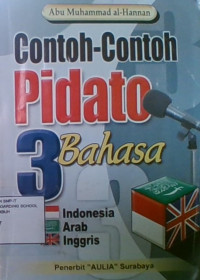 Abu Muhammad al-Hannan
Contoh-Contoh
Pidato
3 Bahasa
Indonesia
Arab
Inggris
Penerbit "AULIA" Surabaya